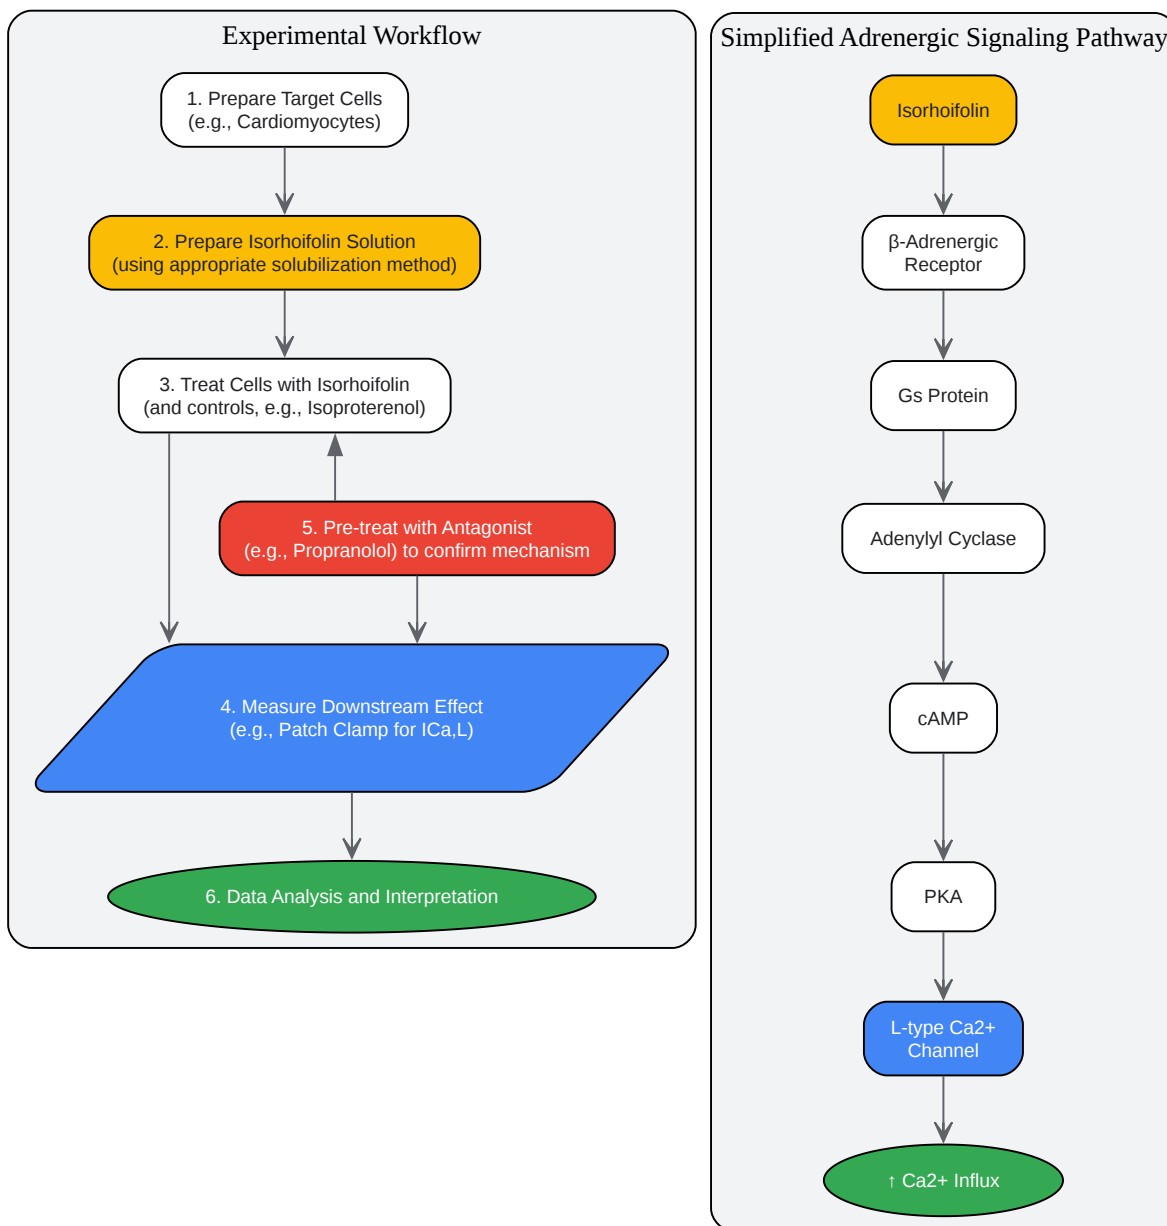 Experimental Workflow
1. Prepare Target Cells
(e.g., Cardiomyocytes)
2. Prepare Isorhoifolin Solution
(using appropriate solubilization method)
3. Treat Cells with Isorhoifolin
(and controls, e.g., Isoproterenol)
5. Pre-treat with Antagonist
(e.g., Propranolol) to confirm mechanism
4. Measure Downstream Effect
(e.g., Patch Clamp for ICa,L)
6. Data Analysis and Interpretation
Simplified Adrenergic Signaling Pathway
Isorhoifolin
β-Adrenergic
Receptor
Gs Protein
Adenylyl Cyclase
cAMP
PKA
L-type Ca2+
Channel
↑ Ca2+ Influx